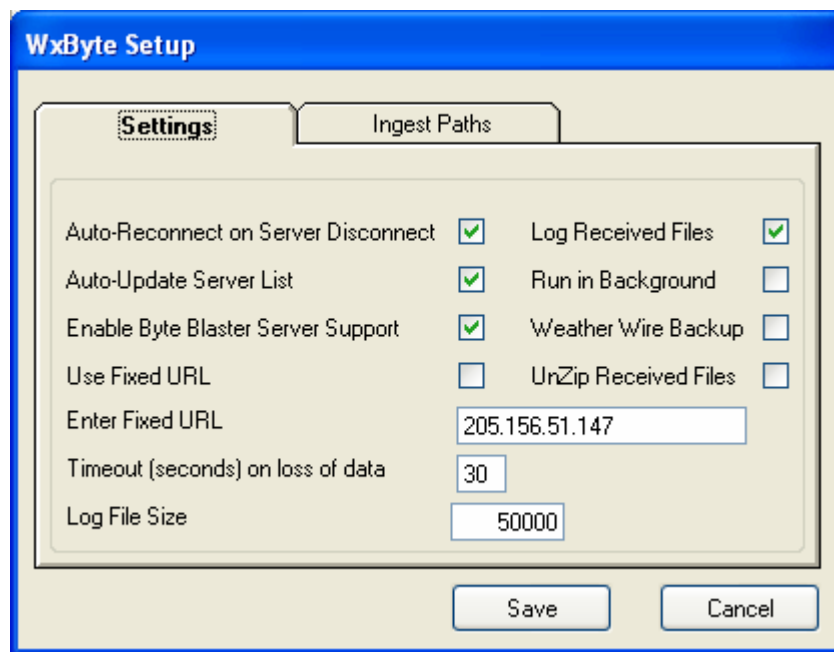 WxByte Setup
Settings Ingest Paths
Auto-Reconnect on Server Disconnect Log Received Files
Auto-Update Server List Run in Background
Enable Byte Blaster Server Support Weather Wire Backup
Use Fixed URL UnZip Received Files
Enter Fixed URL 205.156.51.147
Timeout (seconds) on loss of data 30
Log File Size 50000
Save Cancel